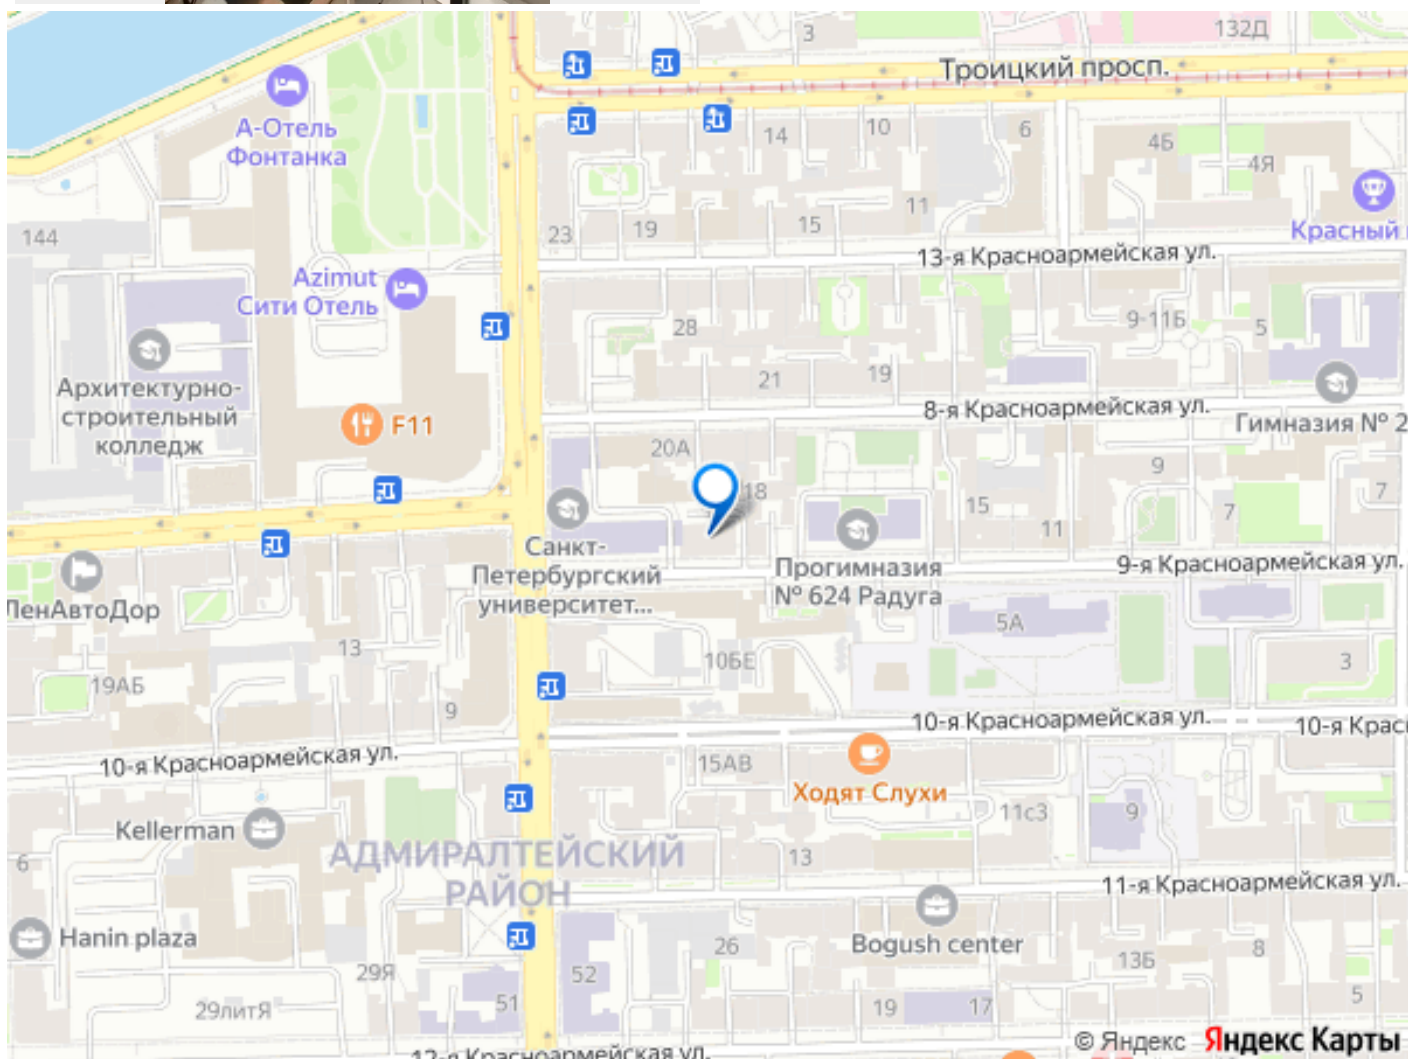 132Д
3
Троицкий просп.
А-Отель
Фонтанка
14
10
6
4Б
4Я
144
23
19
15
11
Красный
13-я Красноармейская ул.
Azimut
Сити Отель
28
9-11Б
5
Архитектурно-
строительный
колледж
21
19
8-я Красноармейская ул.
Гимназия № 2
F11
20А
18
9
15
11
7
7
Санкт-
Петербургский
университет...
Прогимназия
№ 624 Радуга
9-я Красноармейская ул.
ЛенАвтоДор
5А
13
10БЕ
3
19АБ
9
10-я Красноармейская ул.
10-я Крас
10-я Красноармейская ул.
15АВ
Ходят Слухи
11с3
9
Kellerman
АДМИРАЛТЕЙСКИЙ
РАЙОН
6
13
11-я Красноармейская ул.
Hanin plaza
26
Bogush center
13Б
8
29Я
52
51
29литЯ
19
17
5
© Яндекс Яндекс Карты
12-я Красноармейская ул.